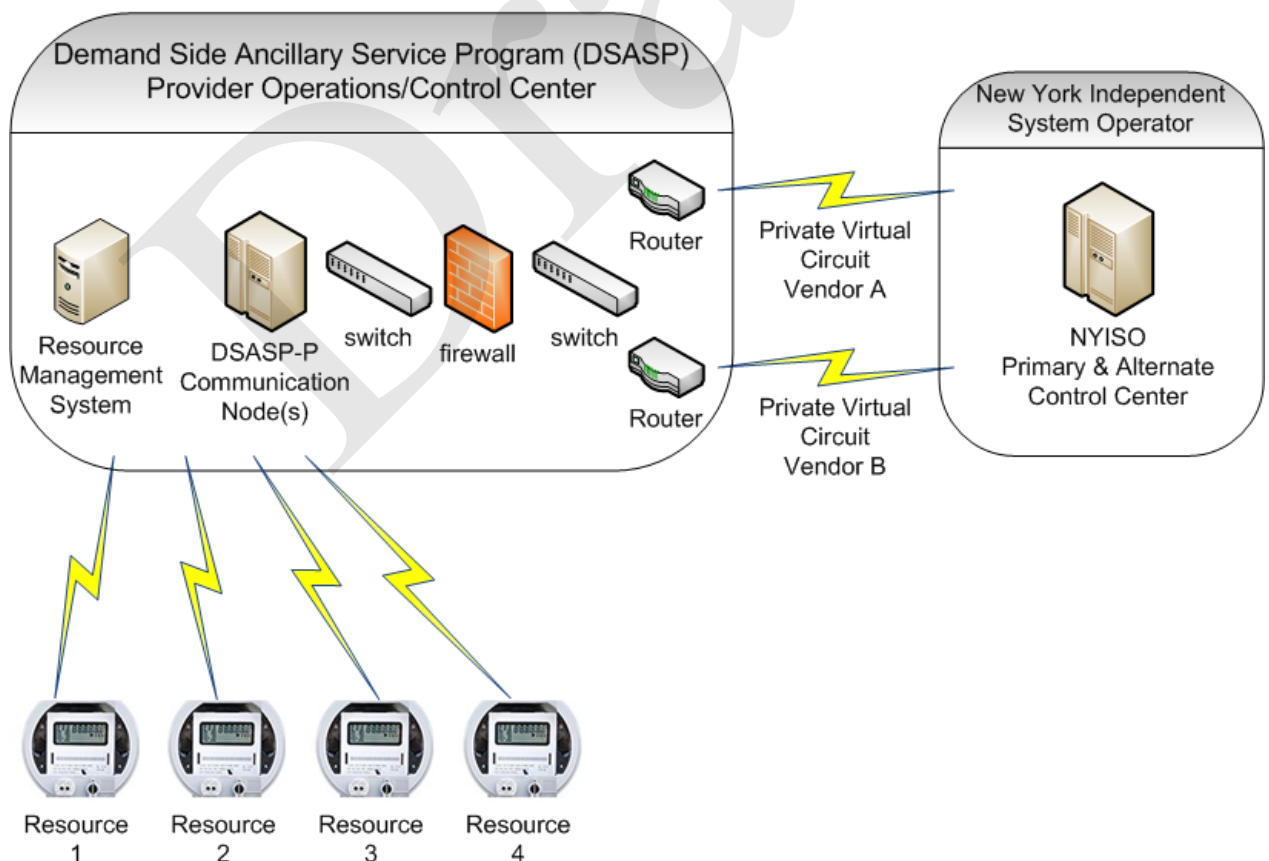 Demand Side Ancillary Service Program (DSASP)
Provider Operations/Control Center
New York Independent
System Operator
Router
Private Virtual
Circuit
Vendor A
Resource
Management
System
DSASP-P
Communication
Node(s)
switch
firewall
switch
Router
Private Virtual
Circuit
Vendor B
NYISO
Primary & Alternate
Control Center
Resource
1
Resource
2
Resource
3
Resource
4